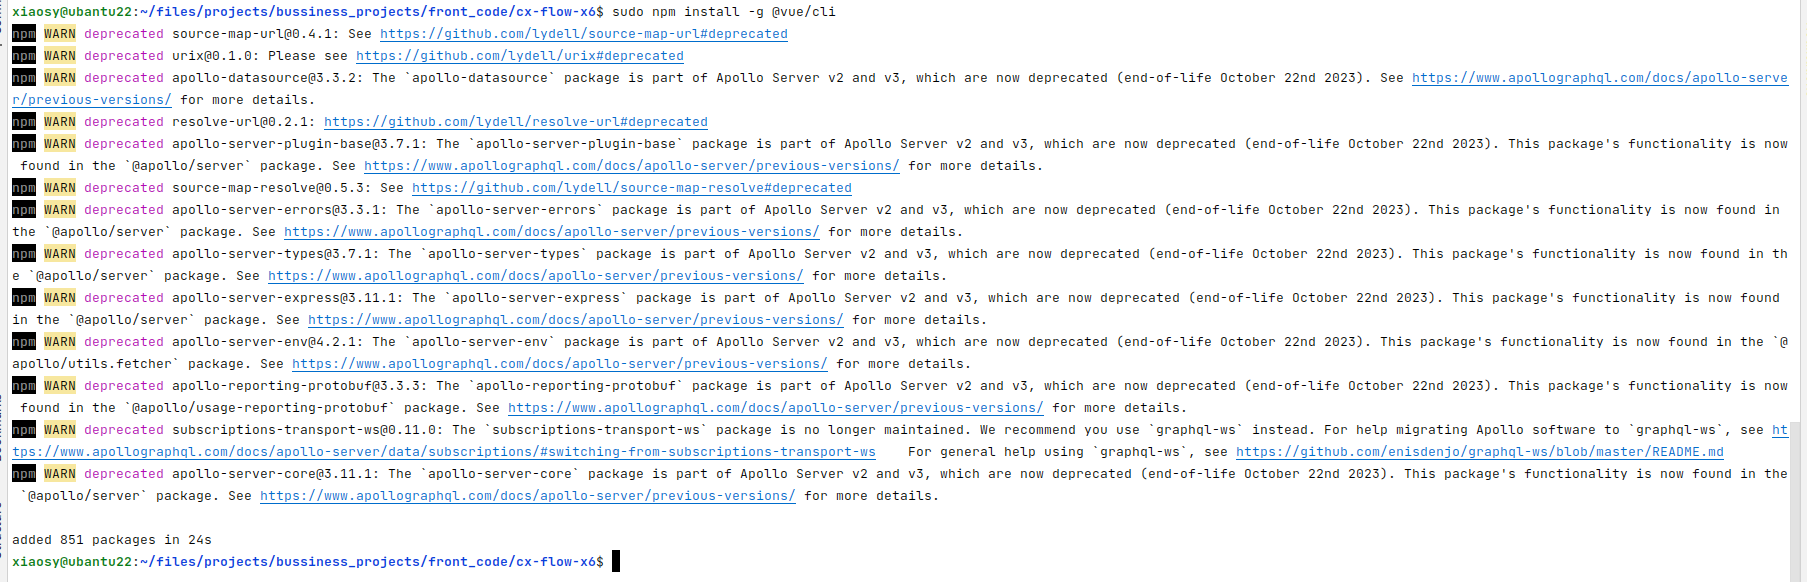 xiaosy@ubantu22:~/files/projects/bussiness_projects/front_code/cx-flow-x6$ sudo npm install -g @vue/cli
npm WARN deprecated source-map-url@0.4.1: See https://github.com/lydell/source-map-url#deprecated
npm WARN deprecated urix@0.1.0: Please see https://github.com/lydell/urix#deprecated
npm WARN deprecated apollo-datasource@3.3.2: The `apollo-datasource` package is part of Apollo Server v2 and v3, which are now deprecated (end-of-life October 22nd 2023). See https://www.apollographql.com/docs/apollo-serve
r/previous-versions/ for more details.
npm WARN deprecated resolve-url@0.2.1: https://github.com/lydell/resolve-url#deprecated
npm WARN deprecated apollo-server-plugin-base@3.7.1: The `apollo-server-plugin-base` package is part of Apollo Server v2 and v3, which are now deprecated (end-of-life October 22nd 2023). This package's functionality is now
 found in the `@apollo/server` package. See https://www.apollographql.com/docs/apollo-server/previous-versions/ for more details.
npm WARN deprecated source-map-resolve@0.5.3: See https://github.com/lydell/source-map-resolve#deprecated
npm WARN deprecated apollo-server-errors@3.3.1: The `apollo-server-errors` package is part of Apollo Server v2 and v3, which are now deprecated (end-of-life October 22nd 2023). This package's functionality is now found in
the `@apollo/server` package. See https://www.apollographql.com/docs/apollo-server/previous-versions/ for more details.
npm WARN deprecated apollo-server-types@3.7.1: The `apollo-server-types` package is part of Apollo Server v2 and v3, which are now deprecated (end-of-life October 22nd 2023). This package's functionality is now found in th
e `@apollo/server` package. See https://www.apollographql.com/docs/apollo-server/previous-versions/ for more details.
npm WARN deprecated apollo-server-express@3.11.1: The `apollo-server-express` package is part of Apollo Server v2 and v3, which are now deprecated (end-of-life October 22nd 2023). This package's functionality is now found
in the `@apollo/server` package. See https://www.apollographql.com/docs/apollo-server/previous-versions/ for more details.
npm WARN deprecated apollo-server-env@4.2.1: The `apollo-server-env` package is part of Apollo Server v2 and v3, which are now deprecated (end-of-life October 22nd 2023). This package's functionality is now found in the `@
apollo/utils.fetcher` package. See https://www.apollographql.com/docs/apollo-server/previous-versions/ for more details.
npm WARN deprecated apollo-reporting-protobuf@3.3.3: The `apollo-reporting-protobuf` package is part of Apollo Server v2 and v3, which are now deprecated (end-of-life October 22nd 2023). This package's functionality is now
 found in the `@apollo/usage-reporting-protobuf` package. See https://www.apollographql.com/docs/apollo-server/previous-versions/ for more details.
npm WARN deprecated subscriptions-transport-ws@0.11.0: The `subscriptions-transport-ws` package is no longer maintained. We recommend you use `graphql-ws` instead. For help migrating Apollo software to `graphql-ws`, see ht
tps://www.apollographql.com/docs/apollo-server/data/subscriptions/#switching-from-subscriptions-transport-ws    For general help using `graphql-ws`, see https://github.com/enisdenjo/graphql-ws/blob/master/README.md
npm WARN deprecated apollo-server-core@3.11.1: The `apollo-server-core` package is part of Apollo Server v2 and v3, which are now deprecated (end-of-life October 22nd 2023). This package's functionality is now found in the
 `@apollo/server` package. See https://www.apollographql.com/docs/apollo-server/previous-versions/ for more details.
added 851 packages in 24s
xiaosy@ubantu22:~/files/projects/bussiness_projects/front_code/cx-flow-x6$